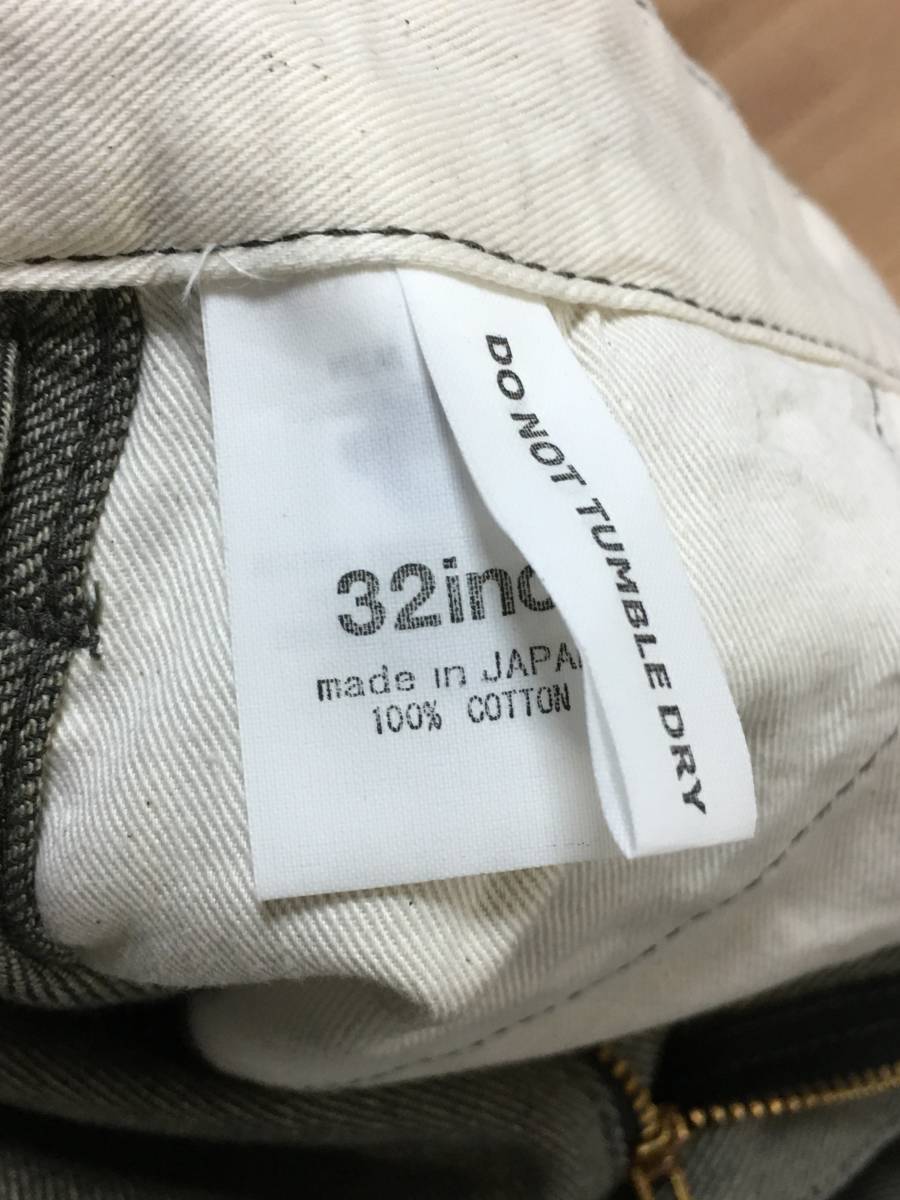 32inc
made in JAPA
100% COTTON
DO NOT TUMBLE DRY